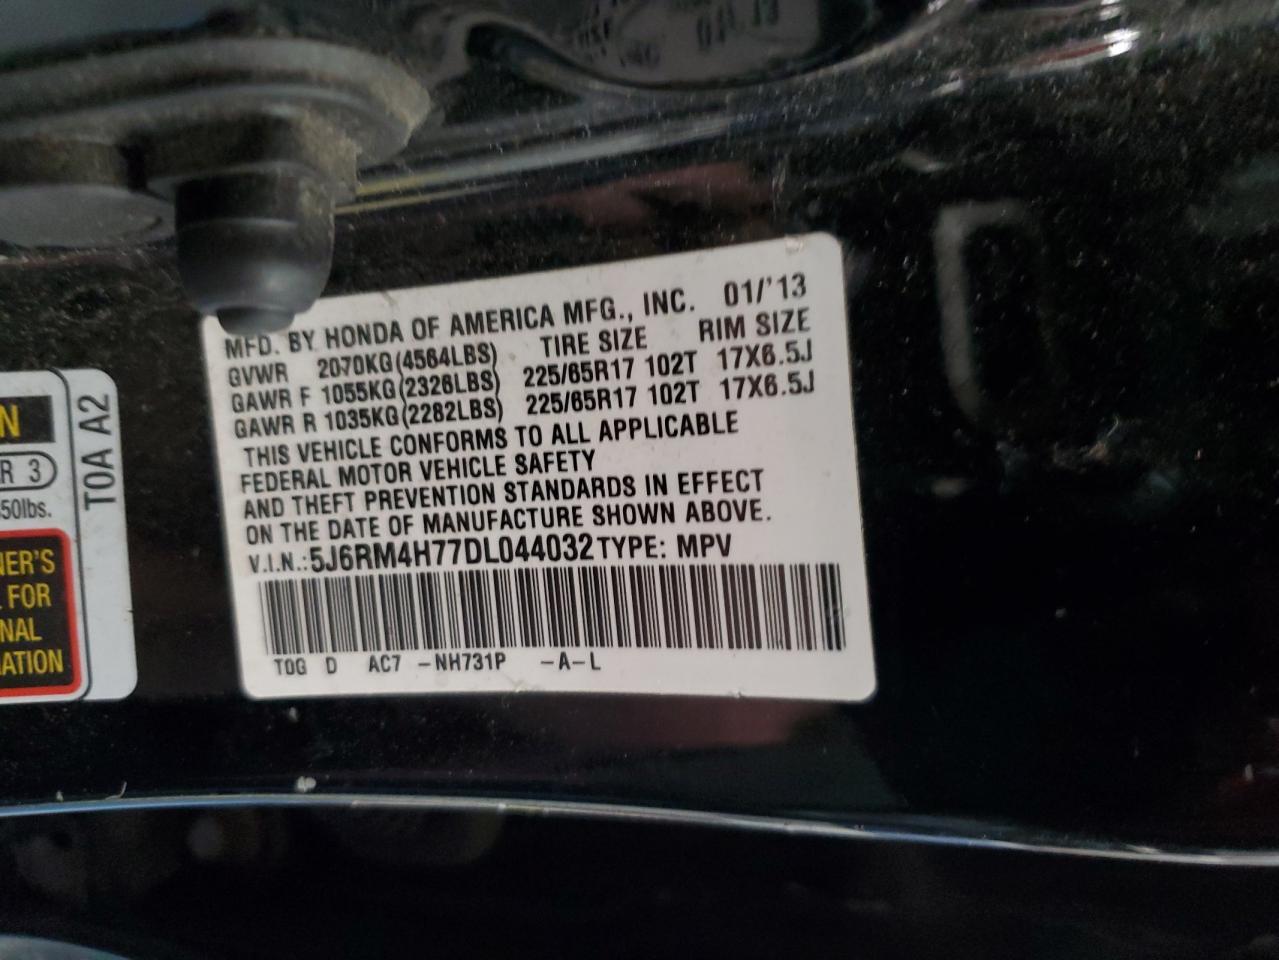 MFD. BY HONDA OF AMERICA MFG., INC. 01/'13
GVWR 2070KG(4564LBS) TIRE SIZE RIM SIZE
GAWR F 1055KG(2326LBS) 225/65R17 102T 17X6.5J
GAWR R 1035KG(2282LBS) 225/65R17 102T 17X6.5J
THIS VEHICLE CONFORMS TO ALL APPLICABLE
FEDERAL MOTOR VEHICLE SAFETY
AND THEFT PREVENTION STANDARDS IN EFFECT
ON THE DATE OF MANUFACTURE SHOWN ABOVE.
V.I.N.:5J6RM4H77DL044032 TYPE: MPV
T0G D AC7 -NH731P -A-L
N
R 3
50lbs.
NER'S
FOR
NAL
ATION
T0A A2